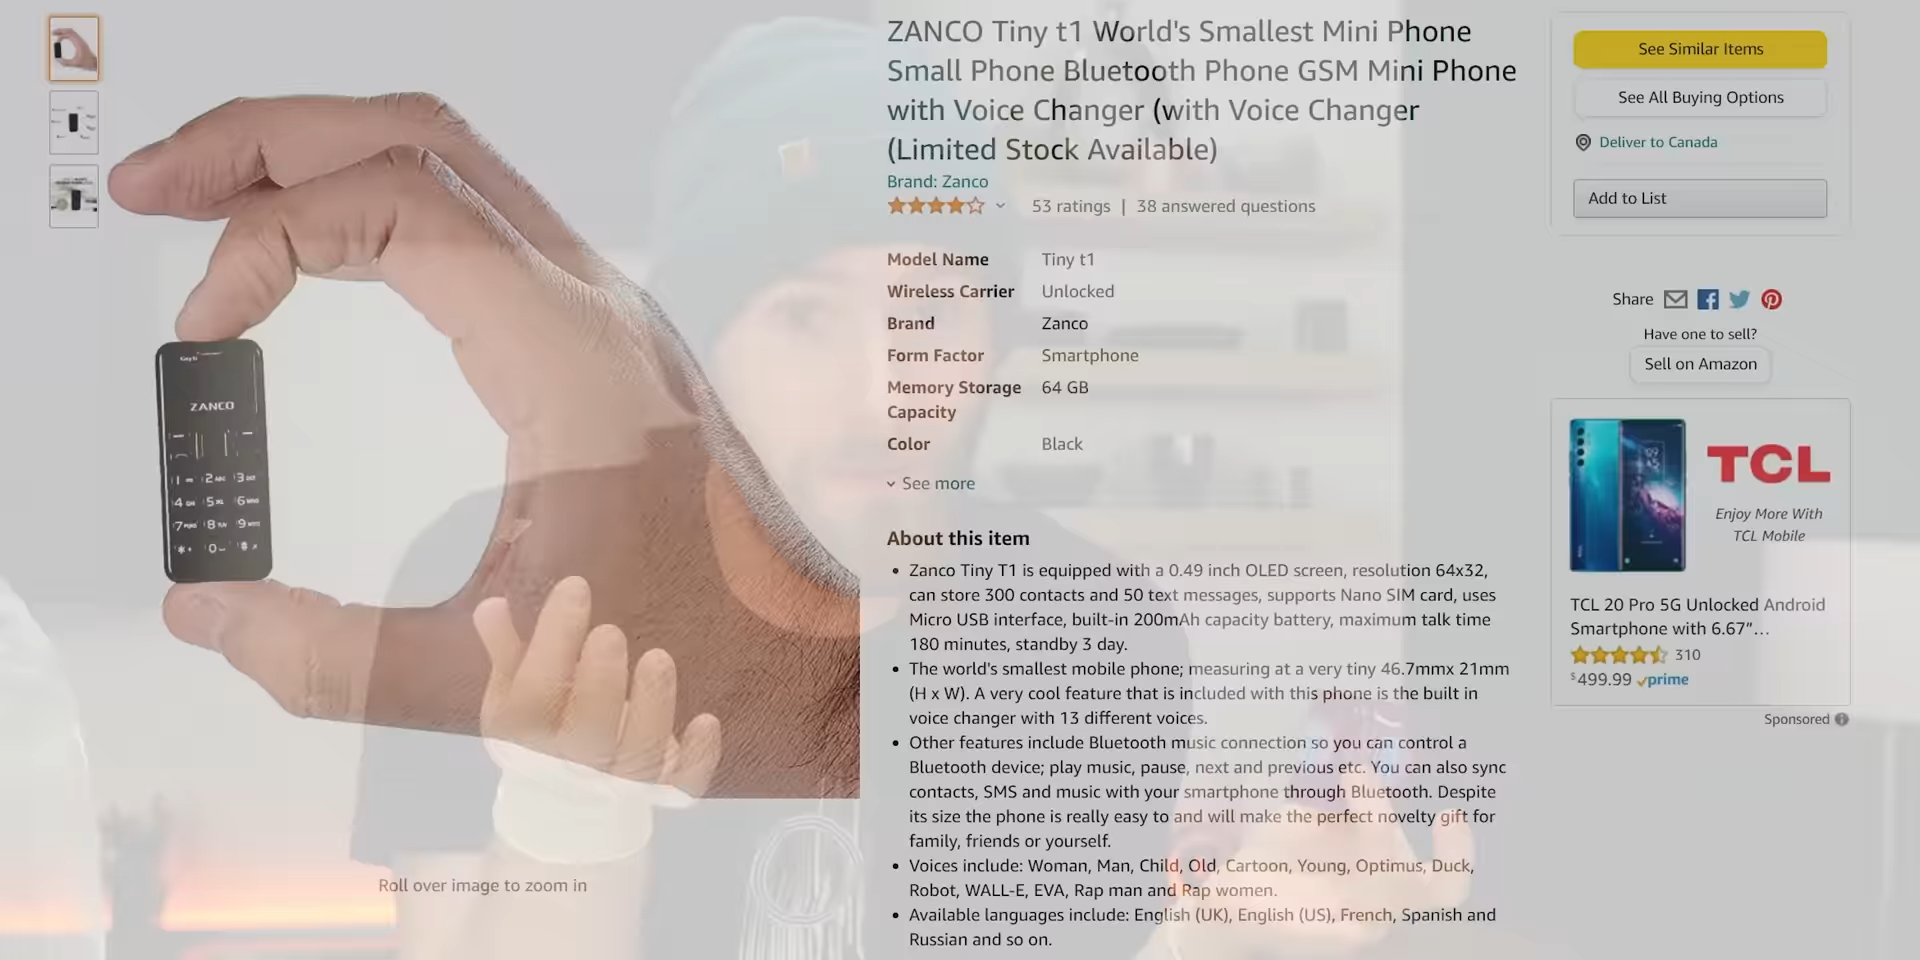 ZANCO Tiny t1 World's Smallest Mini Phone
Small Phone Bluetooth Phone GSM Mini Phone
with Voice Changer (with Voice Changer
(Limited Stock Available)
Brand: Zanco
53 ratings | 38 answered questions
Model Name Tiny t1
Wireless Carrier Unlocked
Brand Zanco
Form Factor Smartphone
Memory Storage Capacity 64 GB
Color Black
See more
About this item
• Zanco Tiny T1 is equipped with a 0.49 inch OLED screen, resolution 64x32,
can store 300 contacts and 50 text messages, supports Nano SIM card, uses
Micro USB interface, built-in 200mAh capacity battery, maximum talk time
180 minutes, standby 3 day.
• The world's smallest mobile phone; measuring at a very tiny 46.7mmx 21mm
(H x W). A very cool feature that is included with this phone is the built in
voice changer with 13 different voices.
• Other features include Bluetooth music connection so you can control a
Bluetooth device; play music, pause, next and previous etc. You can also sync
contacts, SMS and music with your smartphone through Bluetooth. Despite
its size the phone is really easy to and will make the perfect novelty gift for
family, friends or yourself.
• Voices include: Woman, Man, Child, Old, Cartoon, Young, Optimus, Duck,
Robot, WALL-E, EVA, Rap man and Rap women.
• Available languages include: English (UK), English (US), French, Spanish and
Russian and so on.
ZANCO
1
2 ABC
3
4
5
6
7
8
9
*
0
#
Roll over image to zoom in
See Similar Items
See All Buying Options
Deliver to Canada
Add to List
Share
Have one to sell?
Sell on Amazon
TCL
Enjoy More With
TCL Mobile
TCL 20 Pro 5G Unlocked Android
Smartphone with 6.67”...
310
$499.99 prime
Sponsored